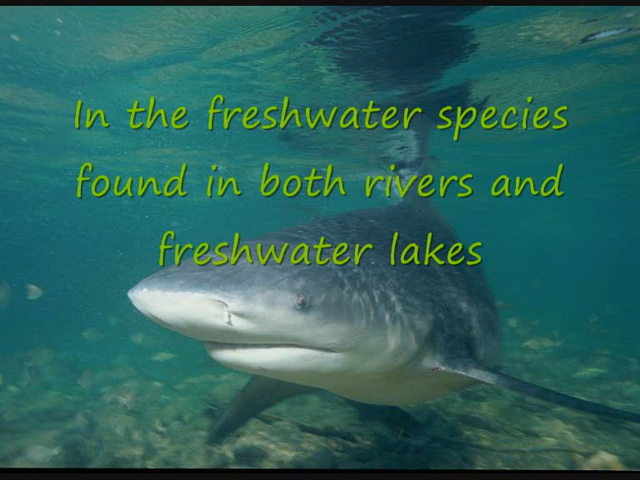 In the freshwater species
found in both rivers and
freshwater lakes